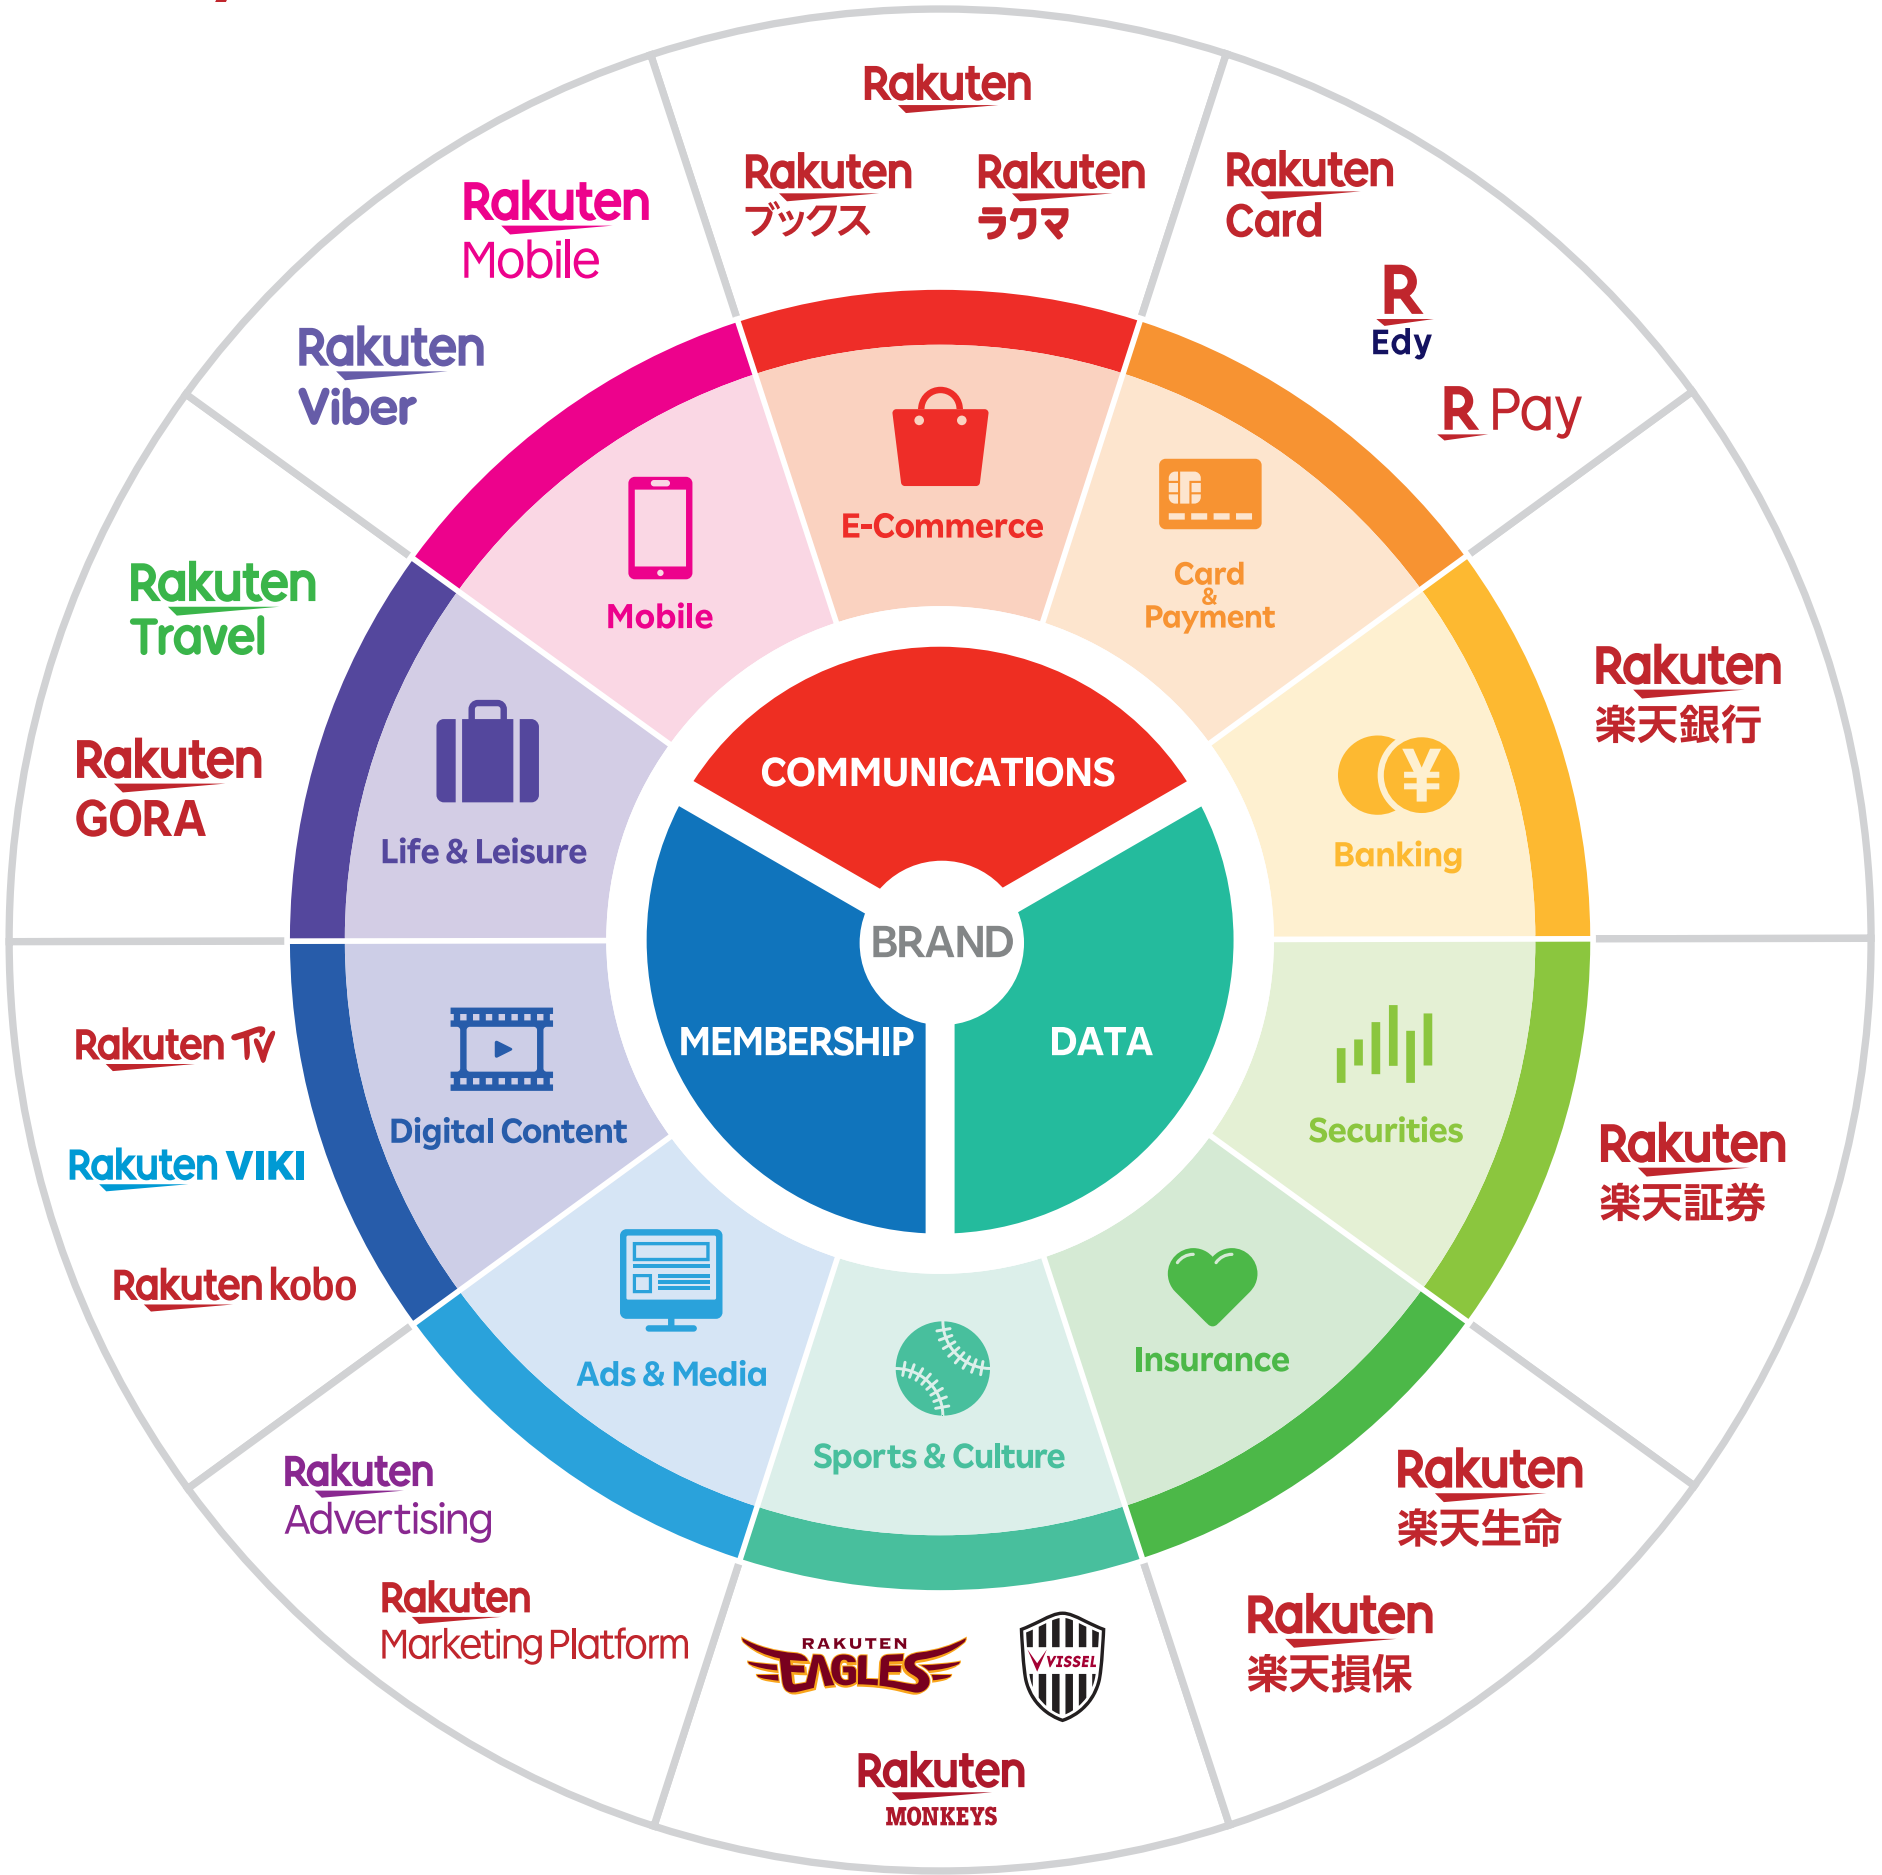 Rakuten
Rakuten
ブックス
Rakuten
ラクマ
Rakuten
Card
R
Edy
R Pay
Rakuten
楽天銀行
Rakuten
楽天証券
Rakuten
楽天生命
Rakuten
楽天損保
RAKUTEN
EAGLES
VISSEL
Rakuten
MONKEYS
Rakuten
Advertising
Rakuten
Marketing Platform
Rakuten TV
Rakuten VIKI
Rakuten kobo
Rakuten
Travel
Rakuten
GORA
Rakuten
Mobile
Rakuten
Viber
E-Commerce
Card
&
Payment
¥
Banking
Securities
Insurance
Sports & Culture
Ads & Media
Digital Content
Life & Leisure
Mobile
COMMUNICATIONS
BRAND
MEMBERSHIP
DATA